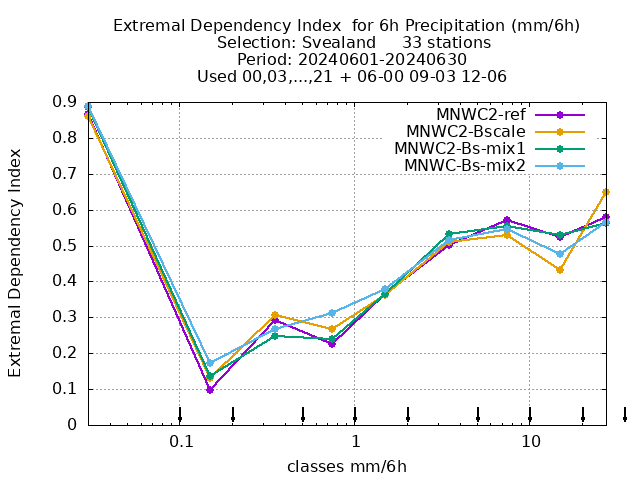 Extremal Dependency Index  for 6h Precipitation (mm/6h)
Selection: Svealand     33 stations
Period: 20240601-20240630
Used 00,03,...,21 + 06-00 09-03 12-06
MNWC2-ref
MNWC2-Bscale
MNWC2-Bs-mix1
MNWC-Bs-mix2
Extremal Dependency Index
0.9
0.8
0.7
0.6
0.5
0.4
0.3
0.2
0.1
0
0.1 1 10
classes mm/6h